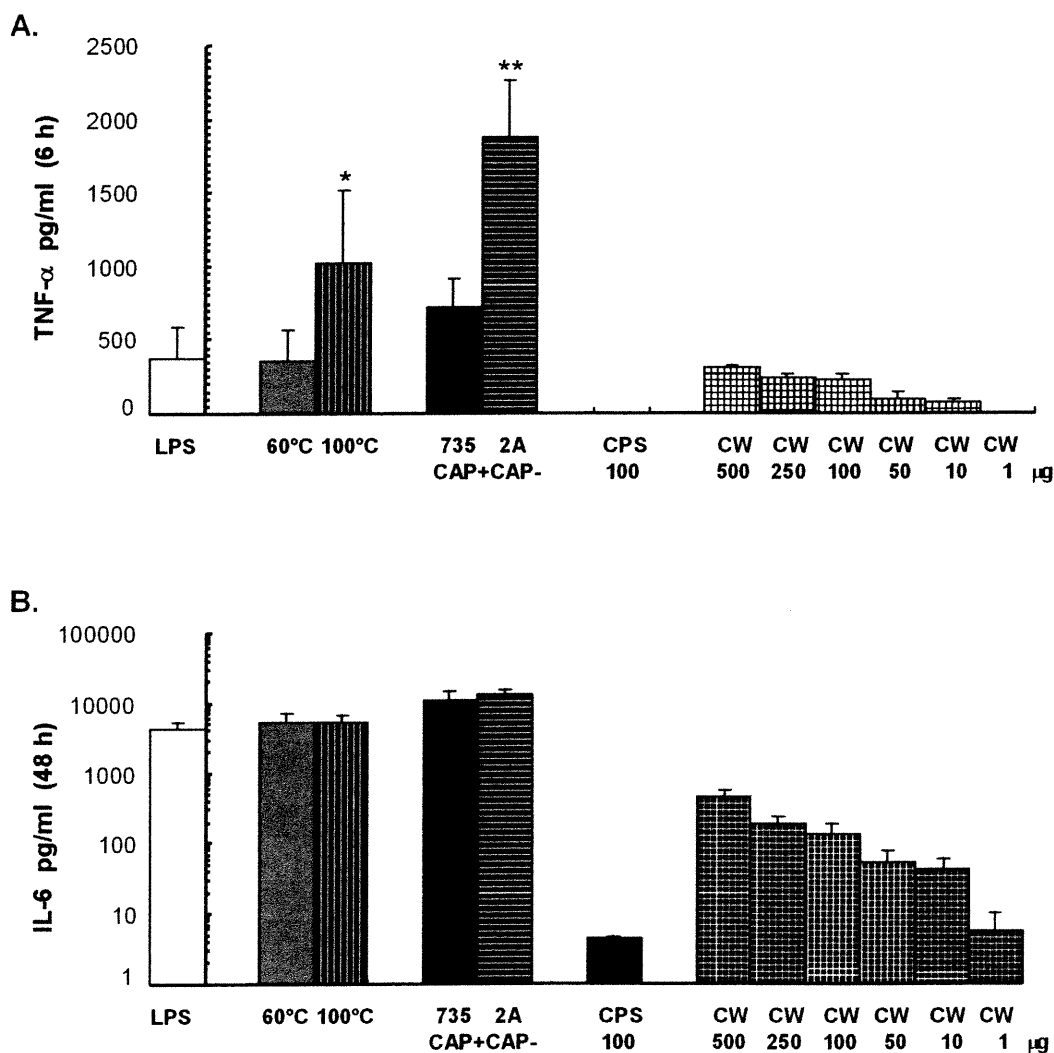 A.
TNF-α pg/ml (6 h)
2500
2000
1500
1000
500
0
*
**
LPS 60°C 100°C 735 2A CPS CW CW CW CW CW CW
CAP+CAP- 100 500 250 100 50 10 1 µg
B.
IL-6 pg/ml (48 h)
100000
10000
1000
100
10
1
LPS 60°C 100°C 735 2A CPS CW CW CW CW CW CW
CAP+CAP- 100 500 250 100 50 10 1 µg